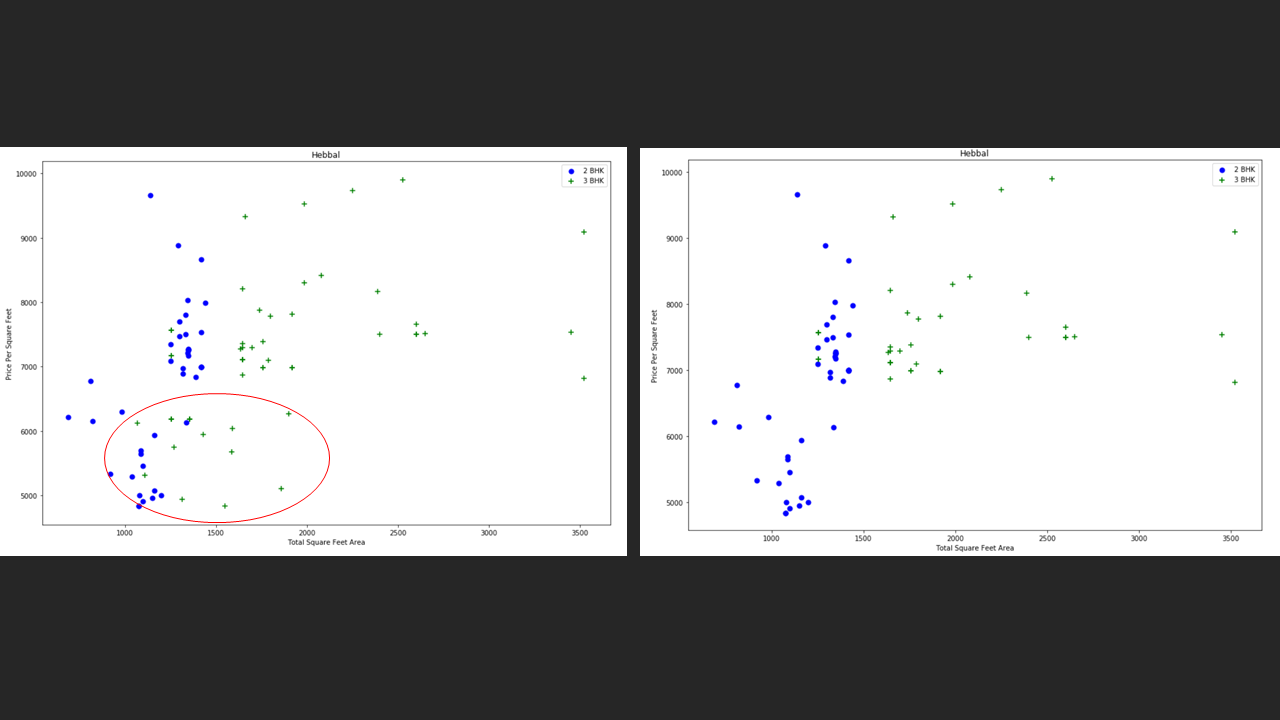 Hebbal
2 BHK
3 BHK
10000
9000
8000
7000
6000
5000
Price Per Square Feet
1000 1500 2000 2500 3000 3500
Total Square Feet Area
Hebbal
2 BHK
3 BHK
10000
9000
8000
7000
6000
5000
Price Per Square Feet
1000 1500 2000 2500 3000 3500
Total Square Feet Area